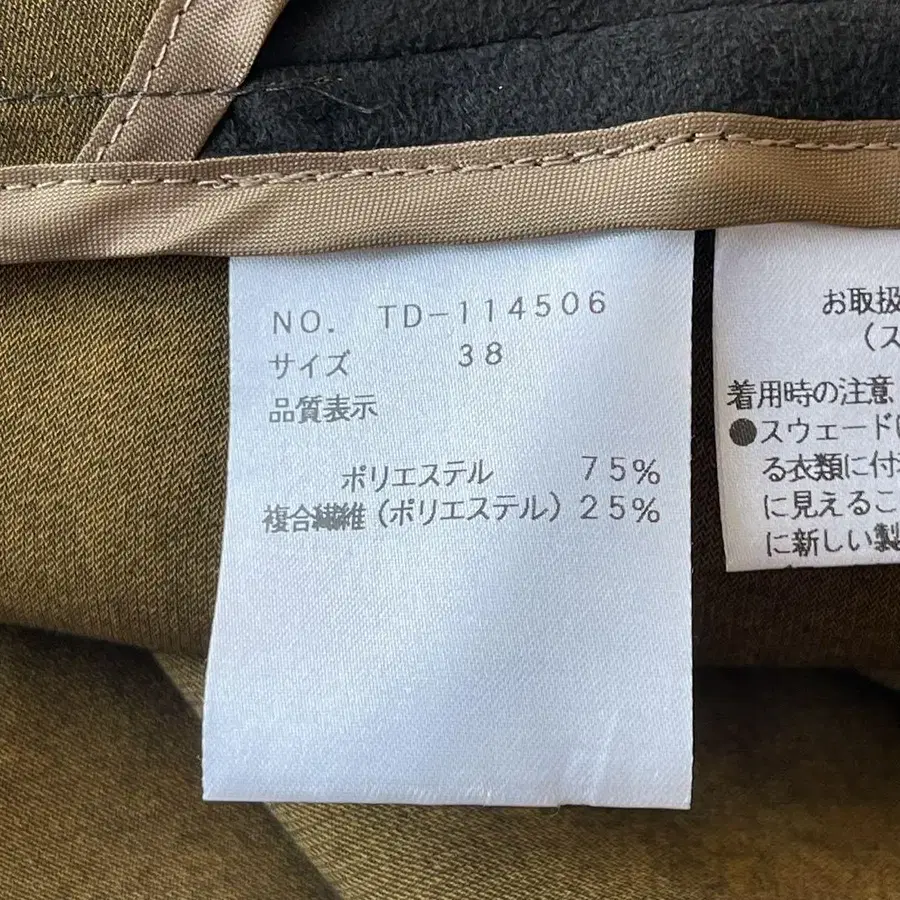 NO. TD-114506
サイズ 38
品質表示
ポリエステル 75%
複合繊維(ポリエステル)25%
お取扱
(ス
着用時の注意
●スウェード
る衣類に付
に見えるこ
に新しい製